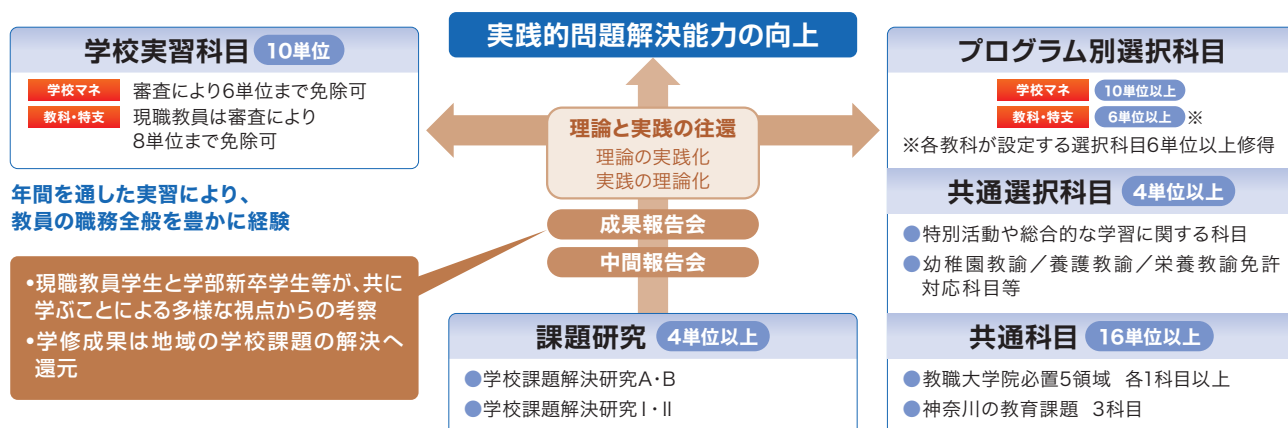 実践的問題解決能力の向上
学校実習科目 10単位
学校マネ 審査により6単位まで免除可
教科・特支 現職教員は審査により
8単位まで免除可
年間を通した実習により、
教員の職務全般を豊かに経験
•現職教員学生と学部新卒学生等が、共に
学ぶことによる多様な視点からの考察
•学修成果は地域の学校課題の解決へ
還元
理論と実践の往還
理論の実践化
実践の理論化
成果報告会
中間報告会
課題研究 4単位以上
●学校課題解決研究A・B
●学校課題解決研究Ⅰ・Ⅱ
プログラム別選択科目
学校マネ 10単位以上
教科・特支 6単位以上 ※
※各教科が設定する選択科目6単位以上修得
共通選択科目 4単位以上
●特別活動や総合的な学習に関する科目
●幼稚園教諭／養護教諭／栄養教諭免許
対応科目等
共通科目 16単位以上
●教職大学院必置5領域 各1科目以上
●神奈川の教育課題 3科目